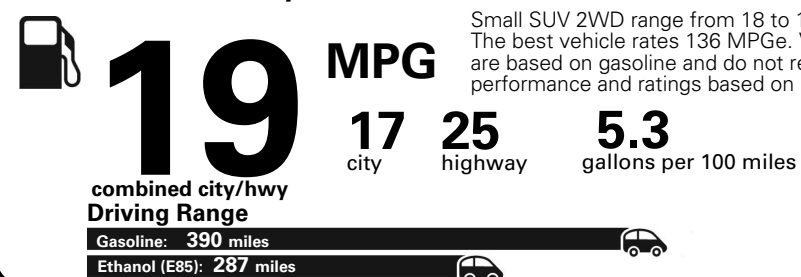 Small SUV 2WD range from 18 to
The best vehicle rates 136 MPGe.
are based on gasoline and do not
performance and ratings based on
19 MPG
17 25 5.3
city highway gallons per 100 miles
combined city/hwy
Driving Range
Gasoline: 390 miles
Ethanol (E85): 287 miles